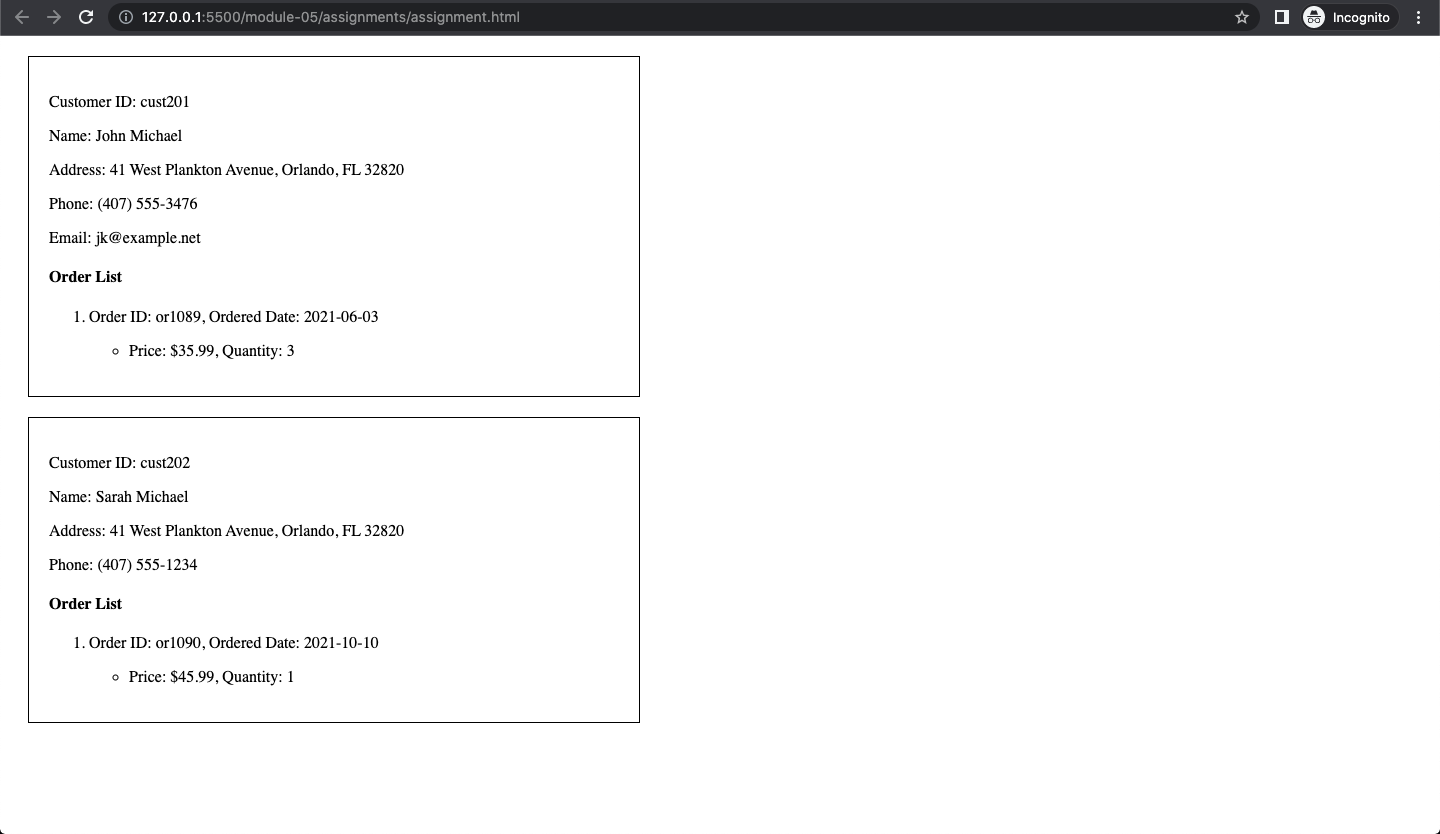 127.0.0.1:5500/module-05/assignments/assignment.html
Incognito
Customer ID: cust201
Name: John Michael
Address: 41 West Plankton Avenue, Orlando, FL 32820
Phone: (407) 555-3476
Email: jk@example.net
Order List
1. Order ID: or1089, Ordered Date: 2021-06-03
Price: $35.99, Quantity: 3
Customer ID: cust202
Name: Sarah Michael
Address: 41 West Plankton Avenue, Orlando, FL 32820
Phone: (407) 555-1234
Order List
1. Order ID: or1090, Ordered Date: 2021-10-10
Price: $45.99, Quantity: 1